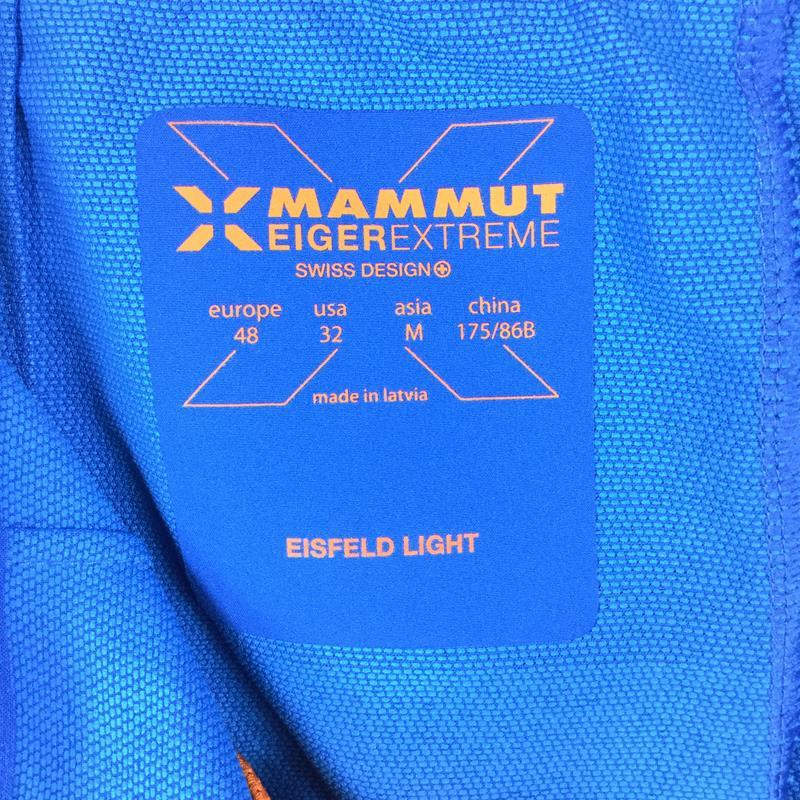 MAMMUT
EIGEREXTREME
SWISS DESIGN
europe usa asia china
48 32 M 175/86B
made in latvia
EISFELD LIGHT